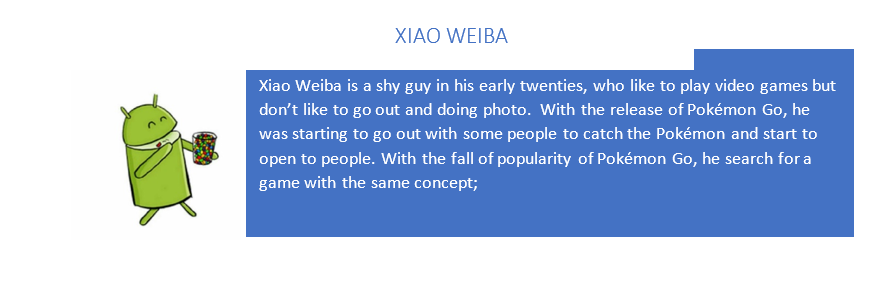 XIAO WEIBA
Xiao Weiba is a shy guy in his early twenties, who like to play video games but
don’t like to go out and doing photo.  With the release of Pokémon Go, he
was starting to go out with some people to catch the Pokémon and start to
open to people. With the fall of popularity of Pokémon Go, he search for a
game with the same concept;